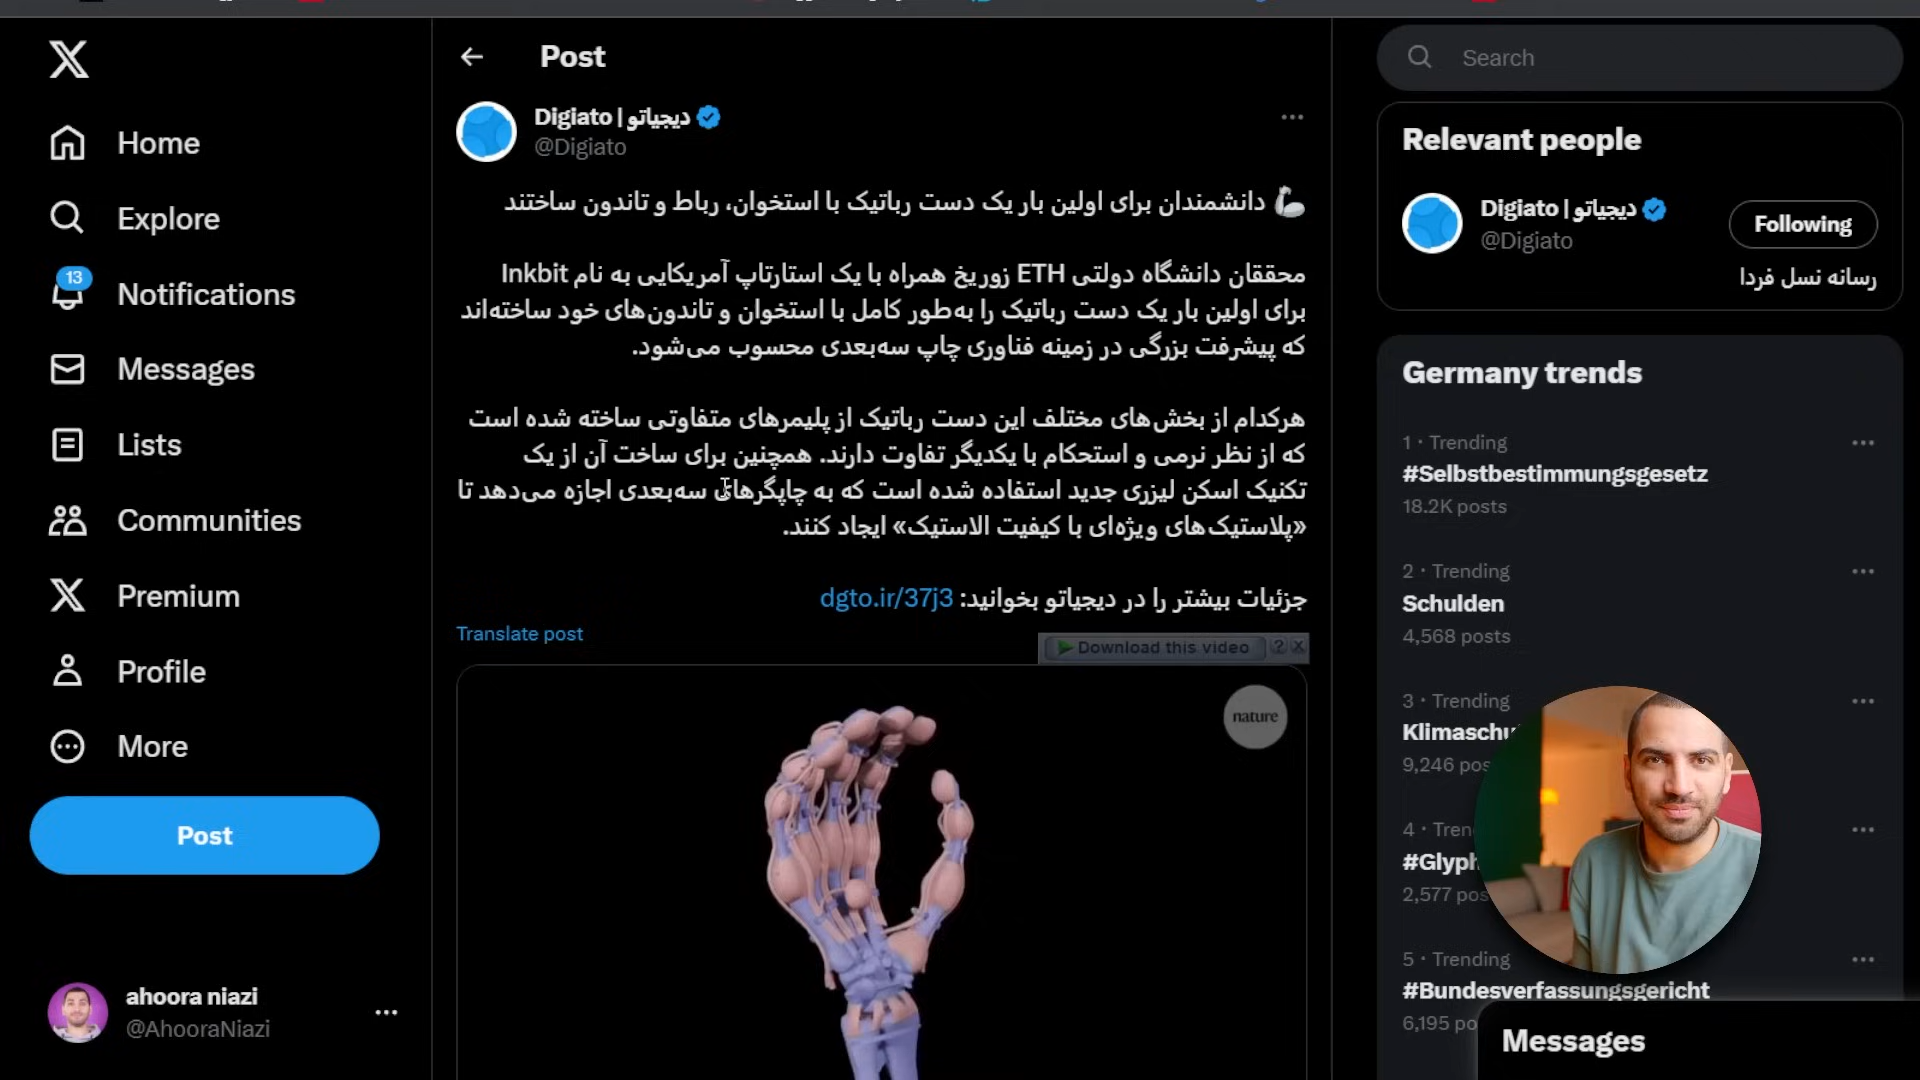 Home
Explore
13
Notifications
Messages
Lists
Communities
Premium
Profile
More
Post
ahoora niazi
@AhooraNiazi
Post
Digiato | دیجیاتو
@Digiato
دانشمندان برای اولین بار یک دست رباتیک با استخوان، رباط و تاندون ساختند
محققان دانشگاه دولتی ETH زوریخ همراه با یک استارتاپ آمریکایی به نام Inkbit
برای اولین بار یک دست رباتیک را به‌طور کامل با استخوان و تاندون‌های خود ساخته‌اند
که پیشرفت بزرگی در زمینه فناوری چاپ سه‌بعدی محسوب می‌شود.
هرکدام از بخش‌های مختلف این دست رباتیک از پلیمرهای متفاوتی ساخته شده است
که از نظر نرمی و استحکام با یکدیگر تفاوت دارند. همچنین برای ساخت آن از یک
تکنیک اسکن لیزری جدید استفاده شده است که به چاپگرهای سه‌بعدی اجازه می‌دهد تا
«پلاستیک‌های ویژه‌ای با کیفیت الاستیک» ایجاد کنند.
جزئیات بیشتر را در دیجیاتو بخوانید: dgto.ir/37j3
Translate post
Download this video ? X
nature
Search
Relevant people
Digiato | دیجیاتو
@Digiato
Following
رسانه نسل فردا
Germany trends
1 · Trending
#Selbstbestimmungsgesetz
18.2K posts
2 · Trending
Schulden
4,568 posts
3 · Trending
9,246
4 ·
2,577
5 · Trending
#Bundesverfassungsgericht
6,195
Messages